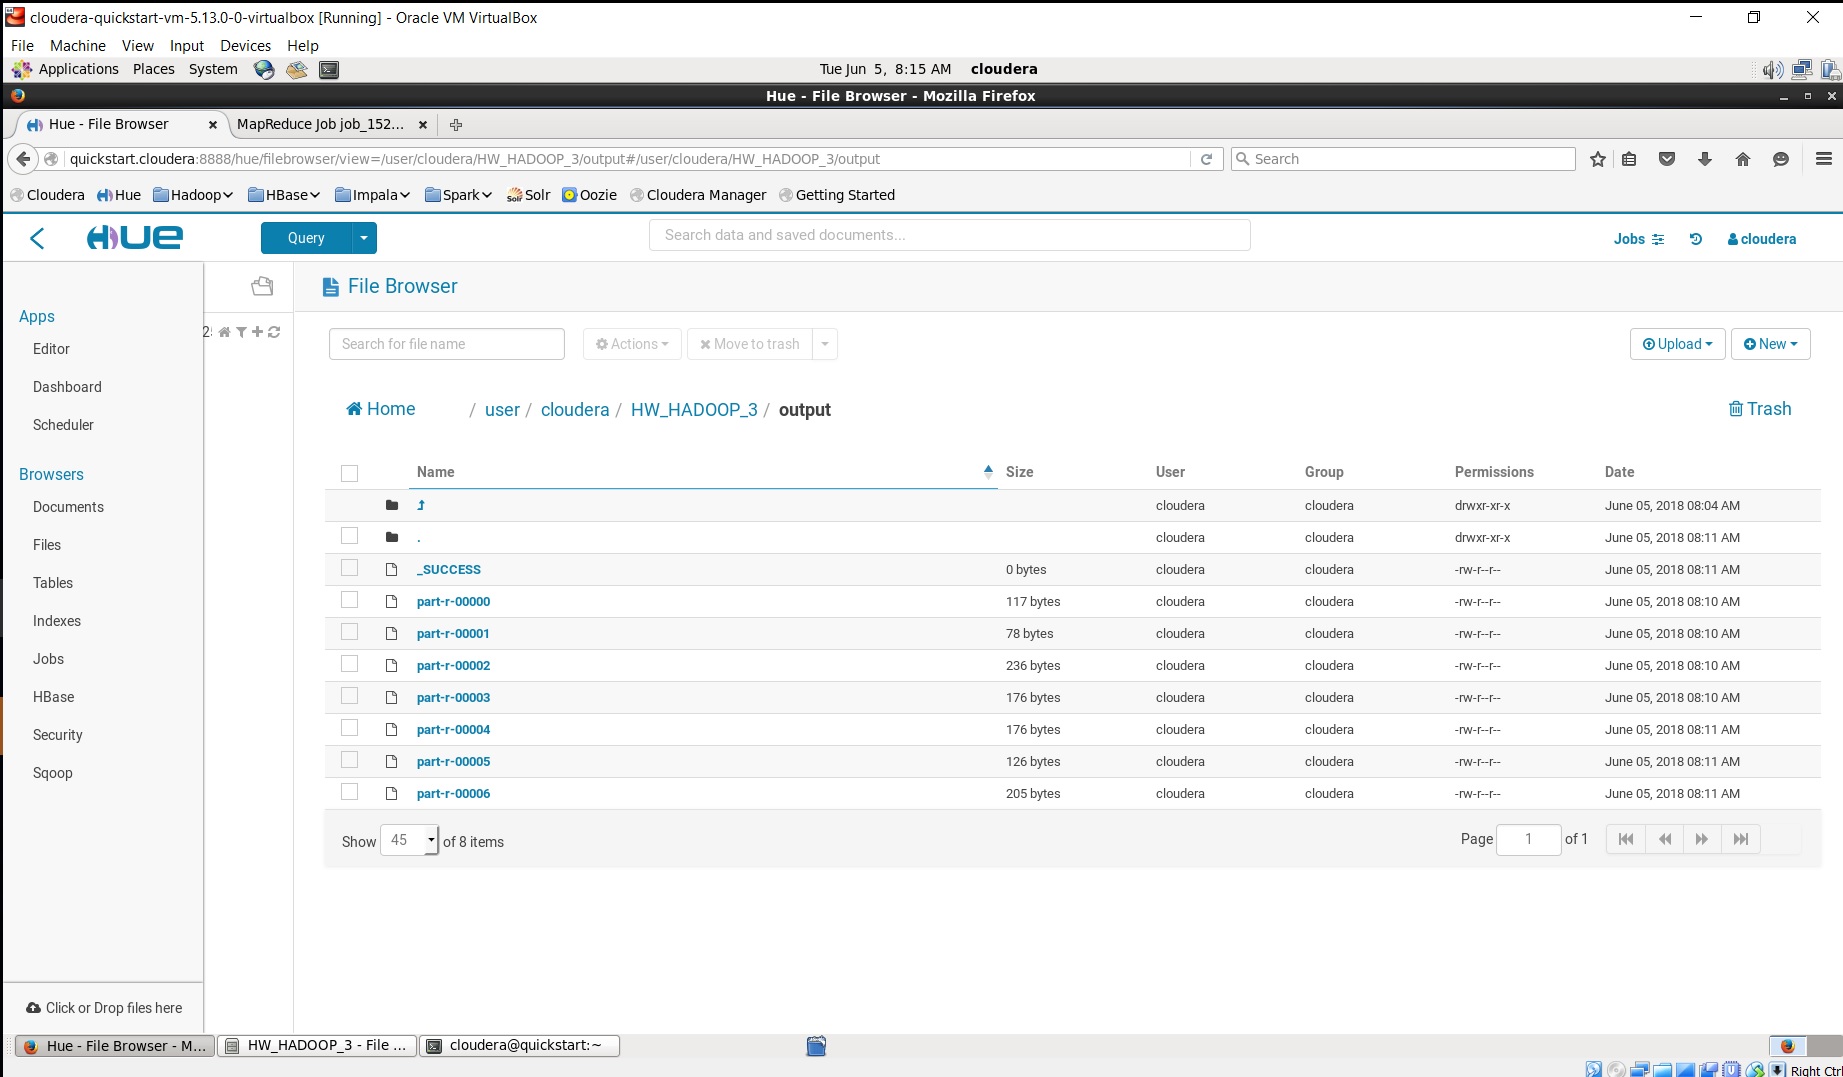 cloudera-quickstart-vm-5.13.0-0-virtualbox [Running] - Oracle VM VirtualBox
File Machine View Input Devices Help
Applications Places System Tue Jun 5, 8:15 AM cloudera
Hue - File Browser - Mozilla Firefox
Hue - File Browser MapReduce Job job_152...
quickstart.cloudera:8888/hue/filebrowser/view=/user/cloudera/HW_HADOOP_3/output#/user/cloudera/HW_HADOOP_3/output Search
Cloudera Hue Hadoop HBase Impala Spark Solr Oozie Cloudera Manager Getting Started
HUE Query Search data and saved documents... Jobs cloudera
File Browser
Apps
Editor
Dashboard
Scheduler
Browsers
Documents
Files
Tables
Indexes
Jobs
HBase
Security
Sqoop
Click or Drop files here
Search for file name Actions Move to trash Upload New
Home / user / cloudera / HW_HADOOP_3 / output Trash
Name Size User Group Permissions Date
cloudera cloudera drwxr-xr-x June 05, 2018 08:04 AM
. cloudera cloudera drwxr-xr-x June 05, 2018 08:11 AM
_SUCCESS 0 bytes cloudera cloudera -rw-r--r-- June 05, 2018 08:11 AM
part-r-00000 117 bytes cloudera cloudera -rw-r--r-- June 05, 2018 08:10 AM
part-r-00001 78 bytes cloudera cloudera -rw-r--r-- June 05, 2018 08:10 AM
part-r-00002 236 bytes cloudera cloudera -rw-r--r-- June 05, 2018 08:10 AM
part-r-00003 176 bytes cloudera cloudera -rw-r--r-- June 05, 2018 08:10 AM
part-r-00004 176 bytes cloudera cloudera -rw-r--r-- June 05, 2018 08:11 AM
part-r-00005 126 bytes cloudera cloudera -rw-r--r-- June 05, 2018 08:11 AM
part-r-00006 205 bytes cloudera cloudera -rw-r--r-- June 05, 2018 08:11 AM
Show 45 of 8 items Page 1 of 1
Hue - File Browser - M... HW_HADOOP_3 - File ... cloudera@quickstart:~
Right Ctrl